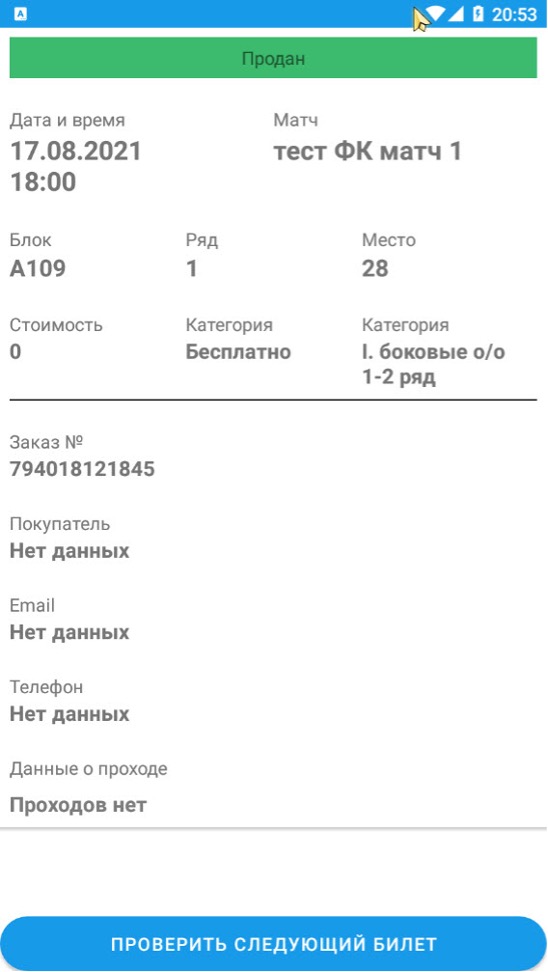 A
20:53
Продан
Дата и время
Матч
17.08.2021
18:00
тест ФК матч 1
Блок
Ряд
Место
A109
1
28
Стоимость
Категория
Категория
0
Бесплатно
I. боковые о/о
1-2 ряд
Заказ №
794018121845
Покупатель
Нет данных
Email
Нет данных
Телефон
Нет данных
Данные о проходе
Проходов нет
ПРОВЕРИТЬ СЛЕДУЮЩИЙ БИЛЕТ